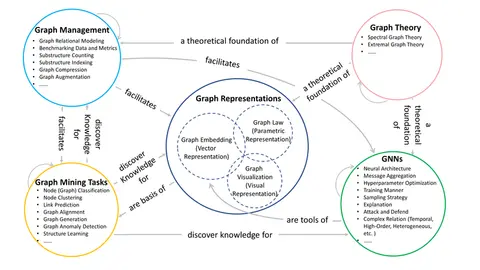 Graph Management
• Graph Relational Modeling
• Benchmarking Data and Metrics
• Substructure Counting
• Substructure Indexing
• Graph Compression
• Graph Augmentation
• ......
a theoretical foundation of
facilitates
Graph Theory
• Spectral Graph Theory
• Extremal Graph Theory
• ......
facilitates
a theoretical
foundation of
a theoretical
foundation of
facilitates
discover
Knowledge
for
Graph Representations
Graph Law
(Parametric
Representation)
Graph Embedding
(Vector
Representation)
Graph
Visualization
(Visual
Representation)
discover
Knowledge
for
are basis of
are tools of
discover knowledge for
Graph Mining Tasks
• Node (Graph) Classification
• Node Clustering
• Link Prediction
• Graph Alignment
• Graph Generation
• Graph Anomaly Detection
• Structure Learning
• ......
GNNs
• Neural Architecture
• Message Aggregation
• Hyperparameter Optimization
• Training Manner
• Sampling Strategy
• Explanation
• Attack and Defend
• Complex Relation (Temporal,
High-Order, Heterogeneous,
etc. )
• ......